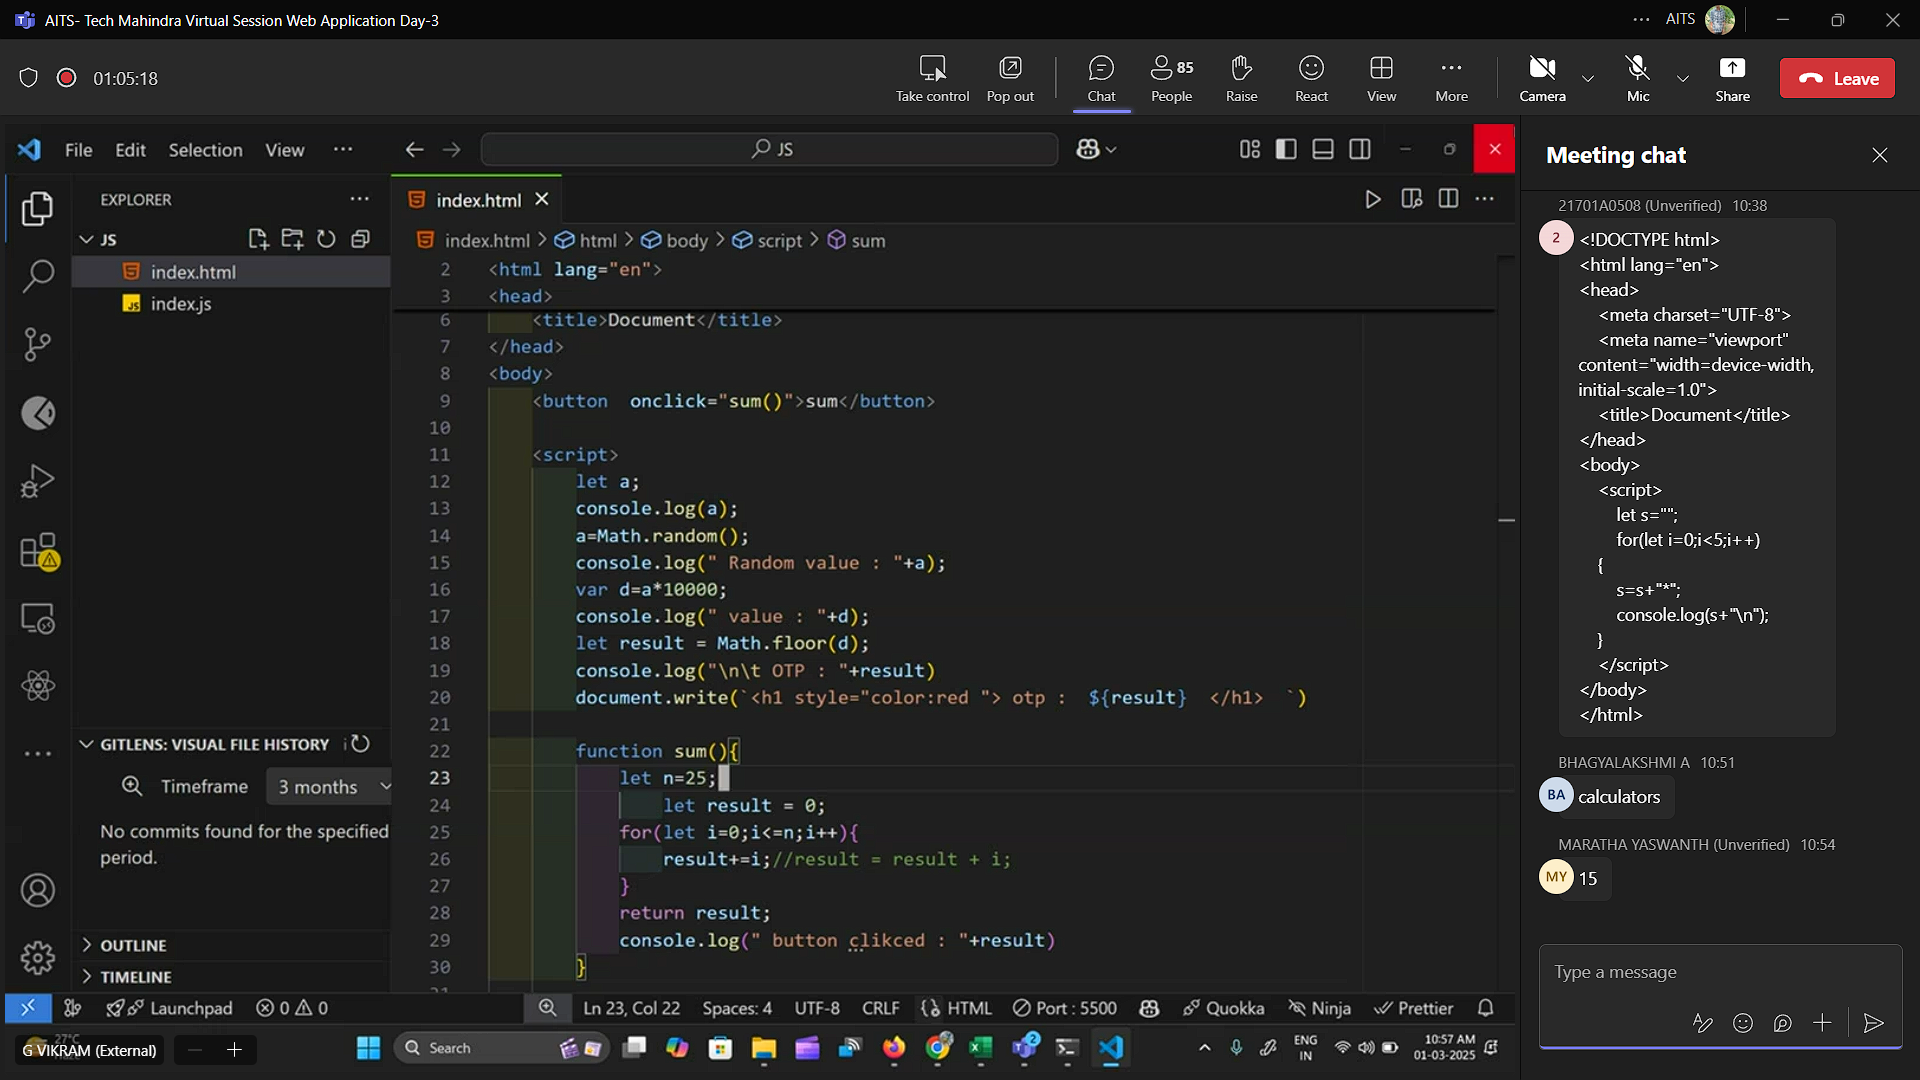 AITS- Tech Mahindra Virtual Session Web Application Day-3
AITS
01:05:18
Take control
Pop out
Chat
85
People
Raise
React
View
More
Camera
Mic
Share
Leave
File Edit Selection View
JS
EXPLORER
JS
index.html
index.js
GITLENS: VISUAL FILE HISTORY
Timeframe
3 months
No commits found for the specified
period.
OUTLINE
TIMELINE
index.html
index.html > html > body > script > sum
2 <html lang="en">
3 <head>
6 <title>Document</title>
7 </head>
8 <body>
9 <button  onclick="sum()">sum</button>
10
11 <script>
12 let a;
13 console.log(a);
14 a=Math.random();
15 console.log(" Random value : "+a);
16 var d=a*10000;
17 console.log(" value : "+d);
18 let result = Math.floor(d);
19 console.log("\n\t OTP : "+result)
20 document.write(`<h1 style="color:red "> otp :  ${result}  </h1>  `)
21
22 function sum(){
23 let n=25;
24 let result = 0;
25 for(let i=0;i<=n;i++){
26 result+=i;//result = result + i;
27 }
28 return result;
29 console.log(" button clikced : "+result)
30 }
Launchpad
0 0
Ln 23, Col 22
Spaces: 4
UTF-8
CRLF
{} HTML
Port : 5500
Quokka
Ninja
Prettier
27°C
G VIKRAM (External)
Search
2
ENG
IN
10:57 AM
01-03-2025
Meeting chat
21701A0508 (Unverified) 10:38
2
<!DOCTYPE html>
<html lang="en">
<head>
<meta charset="UTF-8">
<meta name="viewport"
content="width=device-width,
initial-scale=1.0">
<title>Document</title>
</head>
<body>
<script>
let s="";
for(let i=0;i<5;i++)
{
s=s+"*";
console.log(s+"\n");
}
</script>
</body>
</html>
BHAGYALAKSHMI A 10:51
BA
calculators
MARATHA YASWANTH (Unverified) 10:54
MY
15
Type a message